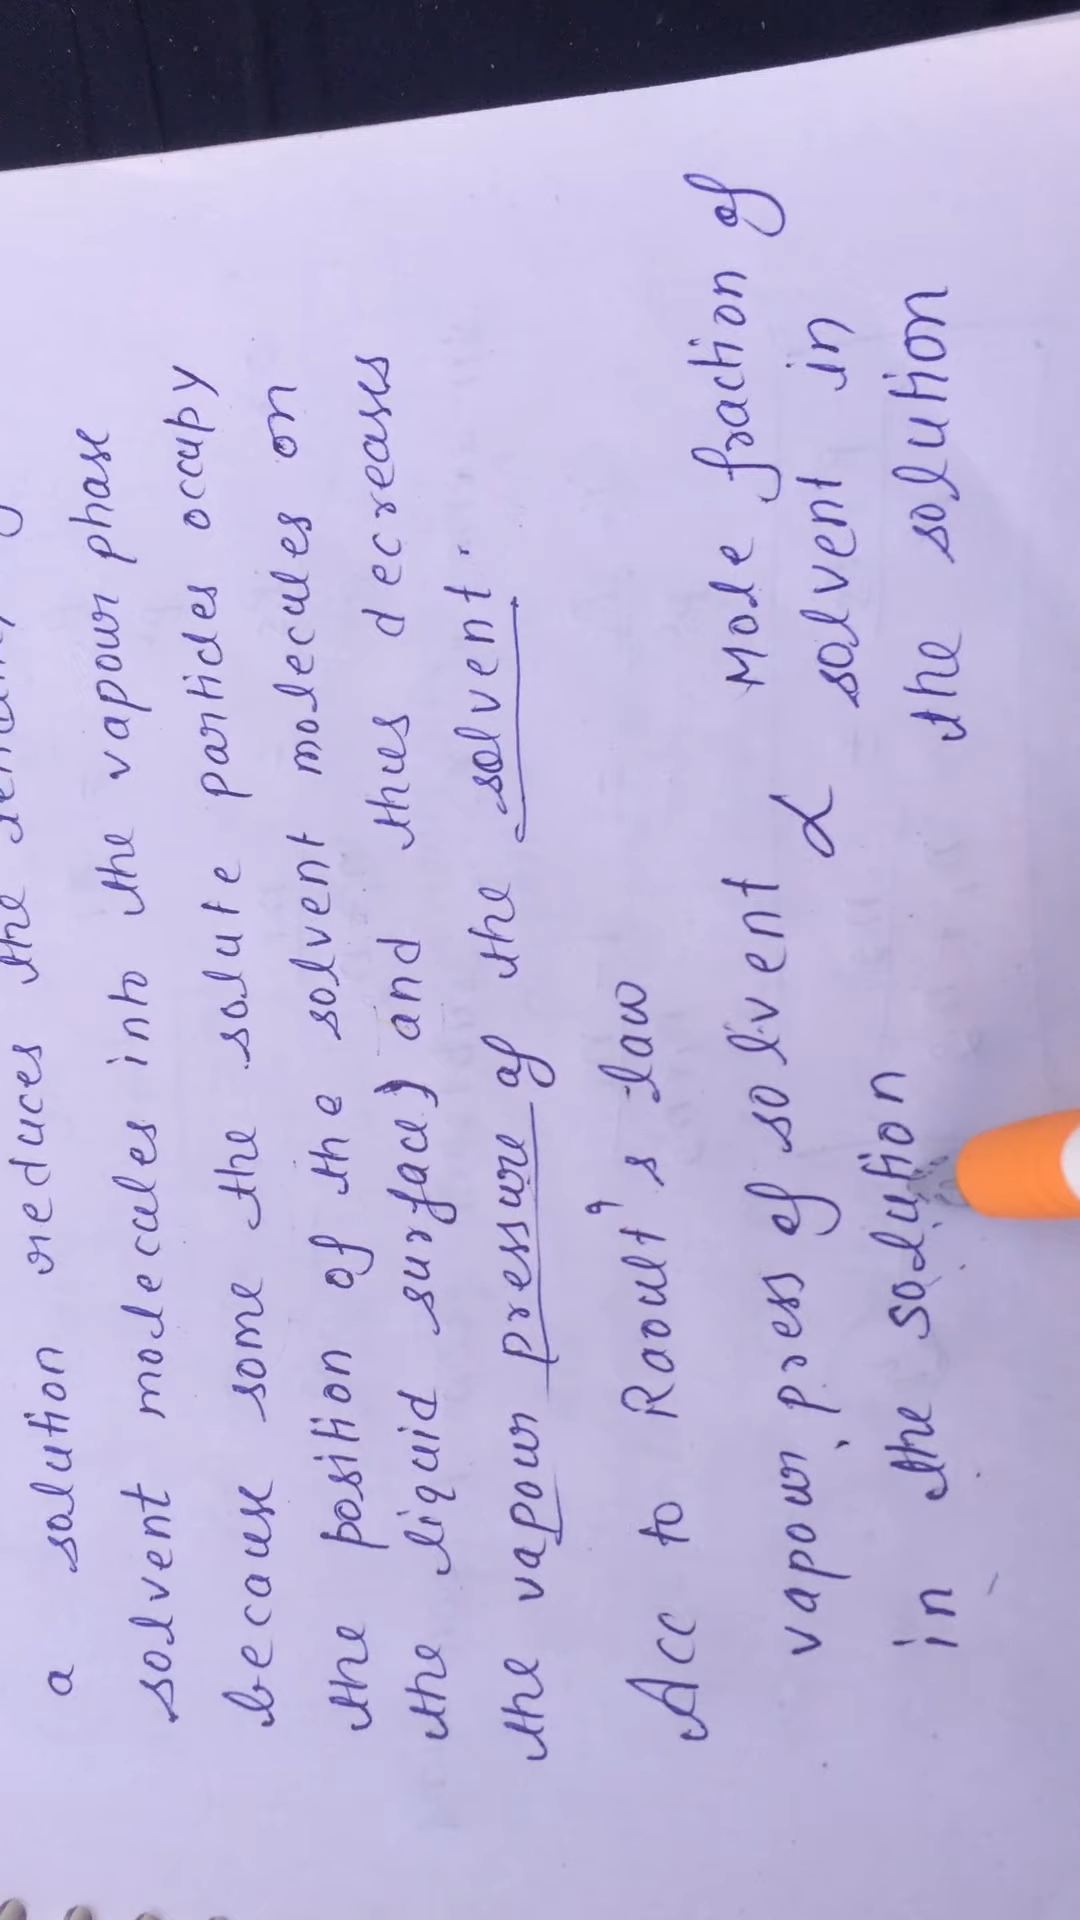 a solution reduces the
solvent molecules into the vapour phase
because some the solute particles occupy
the position of the solvent molecules on
the liquid surface) and thus decreases
the vapour pressure of the solvent.
Acc to Raoult's law
vapour press of solvent α Mole fraction of
in the solution solvent in
the solution